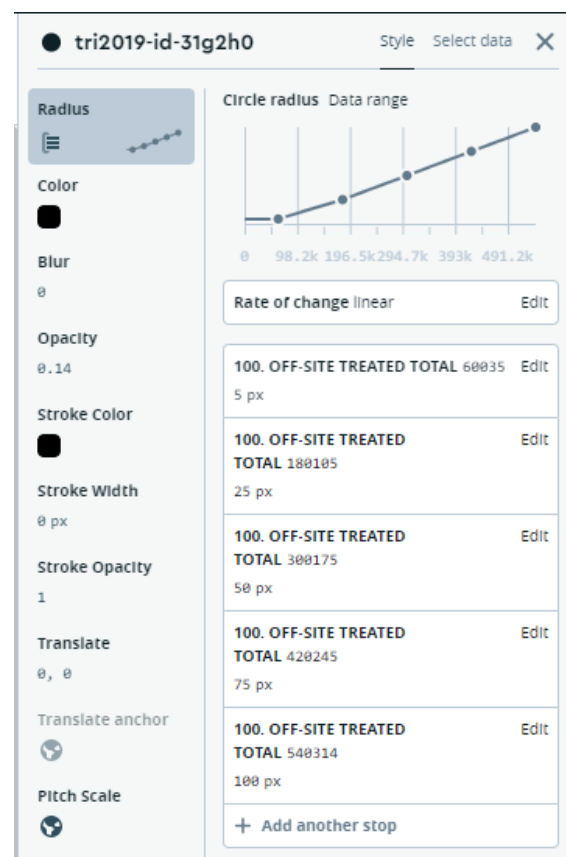 tri2019-id-31g2h0 Style Select data
Radius
Color
Blur
0
Opacity
0.14
Stroke Color
Stroke Width
0 px
Stroke Opacity
1
Translate
0, 0
Translate anchor
Pitch Scale
Circle radius Data range
0 98.2k 196.5k 294.7k 393k 491.2k
Rate of change linear Edit
100. OFF-SITE TREATED TOTAL 60035 Edit
5 px
100. OFF-SITE TREATED Edit
TOTAL 180105
25 px
100. OFF-SITE TREATED Edit
TOTAL 300175
50 px
100. OFF-SITE TREATED Edit
TOTAL 420245
75 px
100. OFF-SITE TREATED Edit
TOTAL 540314
100 px
+ Add another stop